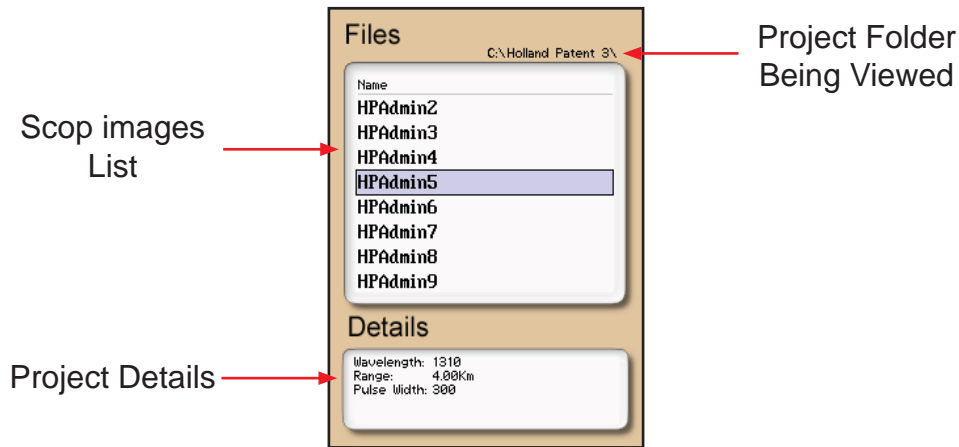 Files
C:\Holland Patent 3\
Project Folder
Being Viewed
Scop images
List
Name
HPAdmin2
HPAdmin3
HPAdmin4
HPAdmin5
HPAdmin6
HPAdmin7
HPAdmin8
HPAdmin9
Details
Project Details
Wavelength: 1310
Range: 4.00Km
Pulse Width: 300